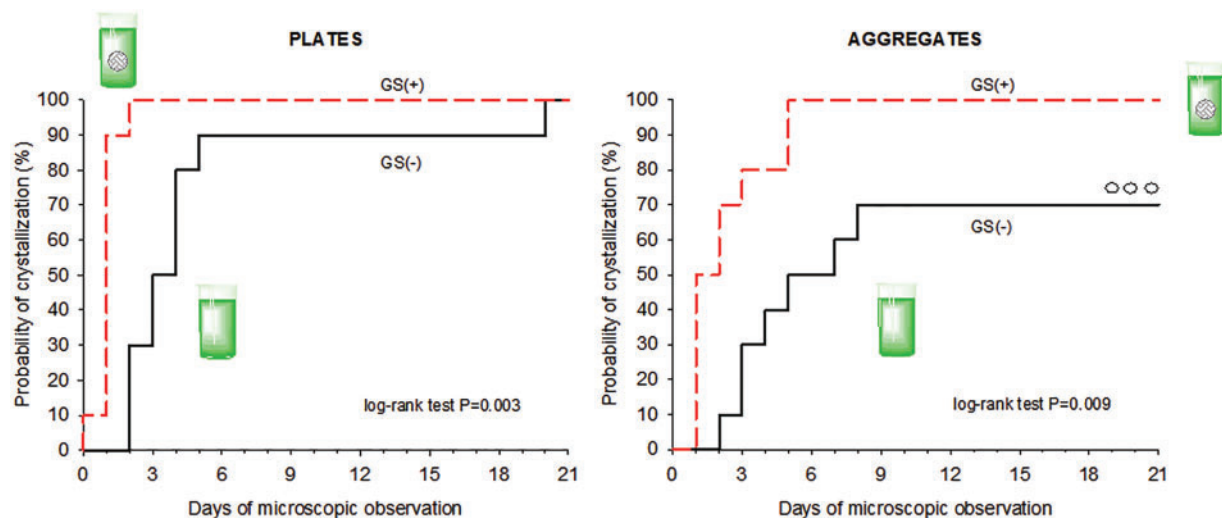 PLATES
GS(+)
100
90
80
70
60
50
40
30
20
10
0
GS(-)
log-rank test P=0.003
0 3 6 9 12 15 18 21
Probability of crystallization (%)
Days of microscopic observation
AGGREGATES
GS(+)
100
90
80
70
60
50
40
30
20
10
0
GS(-)
log-rank test P=0.009
0 3 6 9 12 15 18 21
Probability of crystallization (%)
Days of microscopic observation